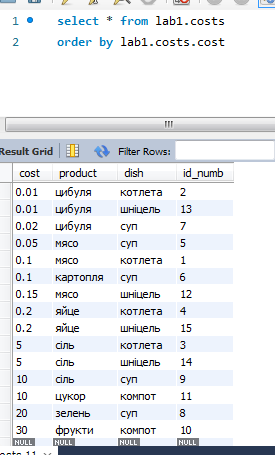 1 select * from lab1.costs
2 order by lab1.costs.cost
Result Grid Filter Rows:
cost product dish id_numb
0.01 цибуля котлета 2
0.01 цибуля шніцель 13
0.02 цибуля суп 7
0.05 мясо суп 5
0.1 мясо котлета 1
0.1 картопля суп 6
0.15 мясо шніцель 12
0.2 яйце котлета 4
0.2 яйце шніцель 15
5 сіль котлета 3
5 сіль шніцель 14
10 сіль суп 9
10 цукор компот 11
20 зелень суп 8
30 фрукти компот 10
NULL NULL NULL NULL